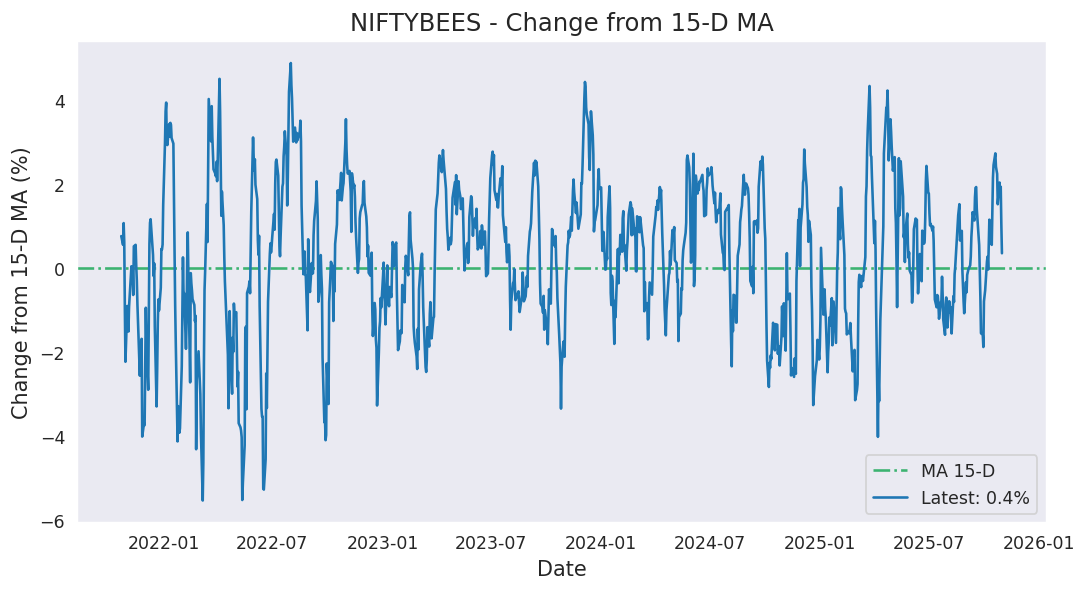 NIFTYBEES - Change from 15-D MA
Change from 15-D MA (%)
4
2
0
−2
−4
−6
MA 15-D
Latest: 0.4%
2022-01 2022-07 2023-01 2023-07 2024-01 2024-07 2025-01 2025-07 2026-01
Date